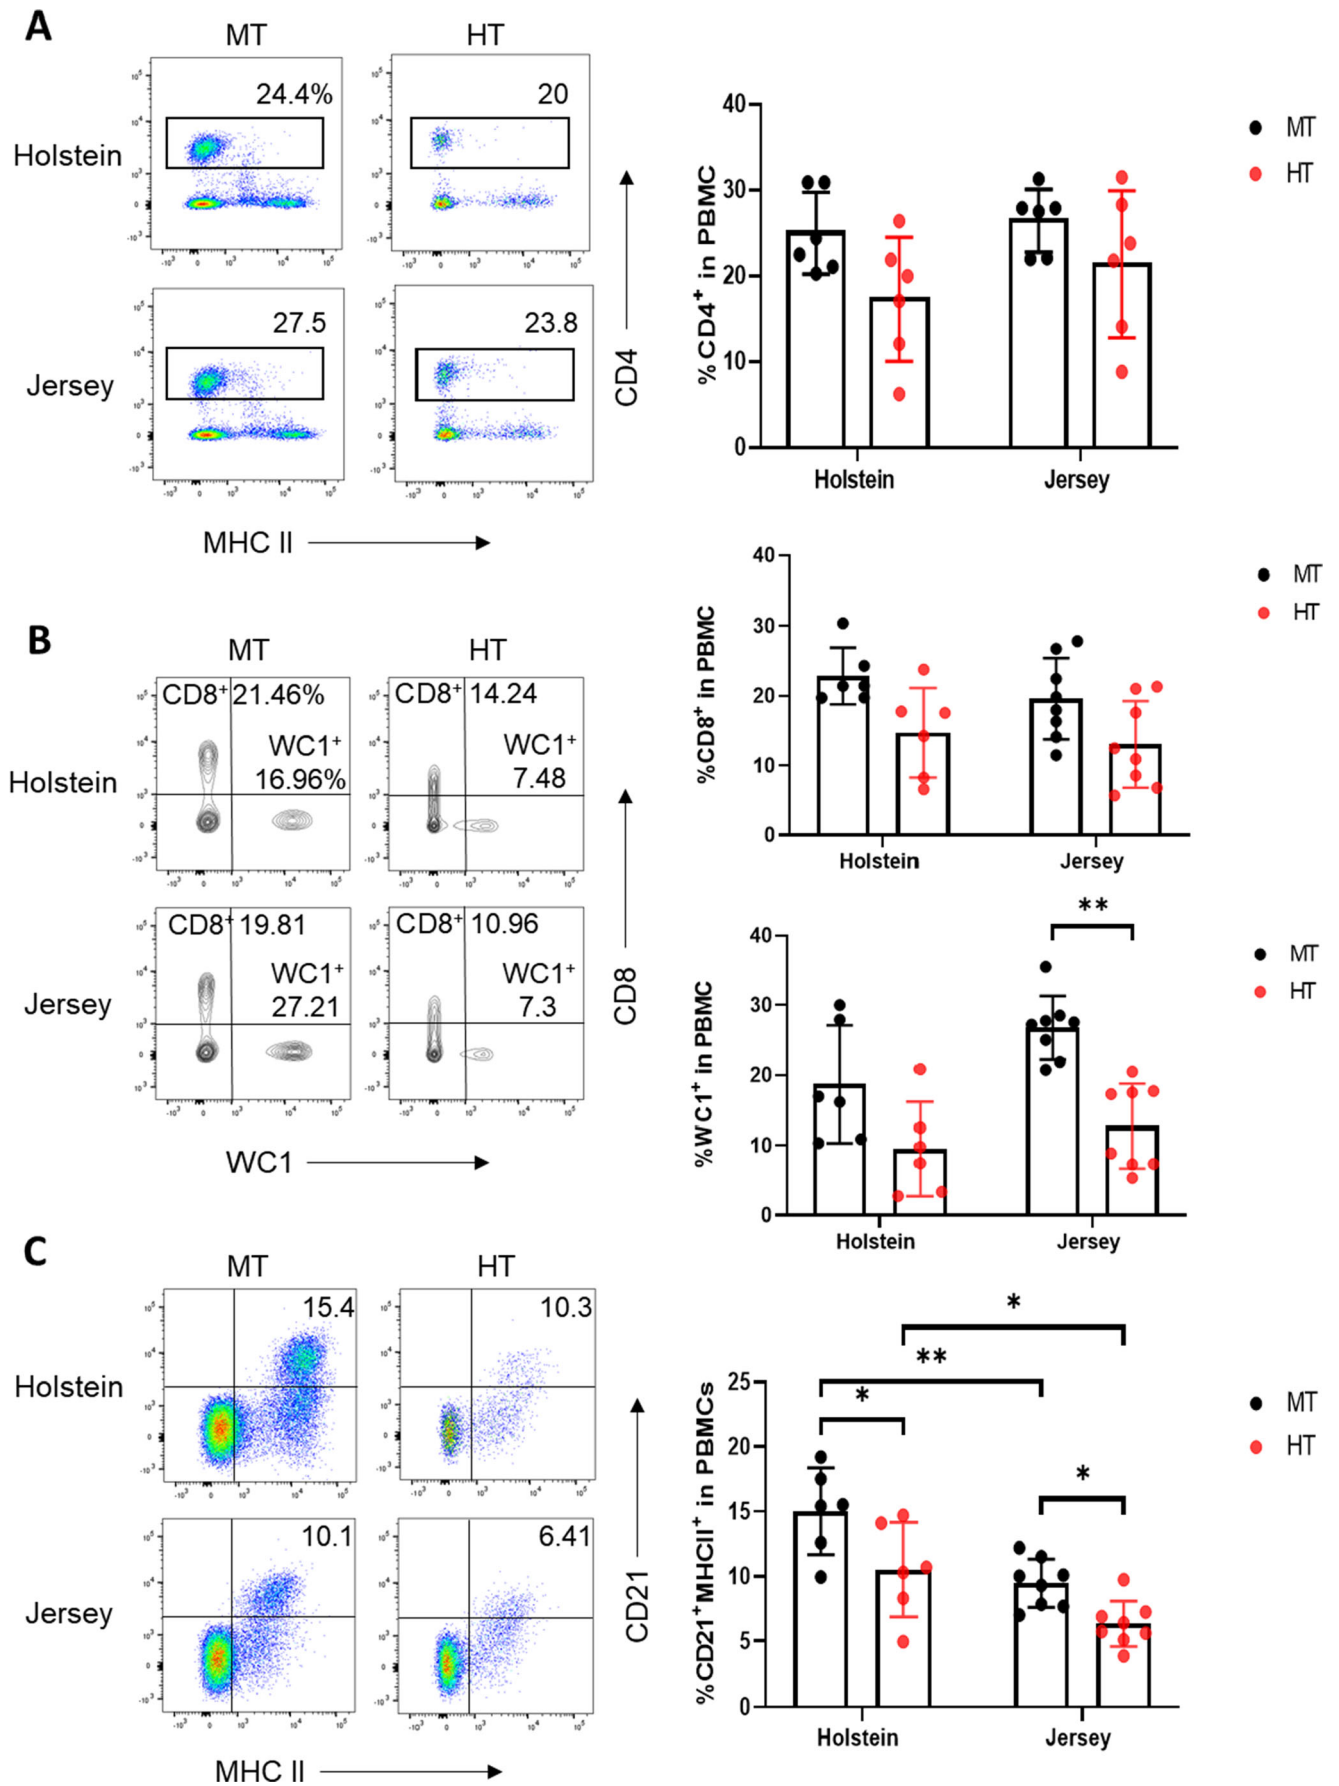 A
MT HT
24.4% 20
Holstein
27.5 23.8
Jersey
CD4
MHC II
40
30
20
10
0
%CD4+ in PBMC
Holstein Jersey
MT
HT
B
MT HT
CD8+ 21.46% CD8+ 14.24
WC1+ WC1+
16.96% 7.48
Holstein
CD8+ 19.81 CD8+ 10.96
WC1+ WC1+
27.21 7.3
Jersey
CD8
WC1
40
30
20
10
0
%CD8+ in PBMC
Holstein Jersey
MT
HT
**
40
30
20
10
0
%WC1+ in PBMC
Holstein Jersey
MT
HT
C
MT HT
15.4 10.3
Holstein
10.1 6.41
Jersey
CD21
MHC II
*
**
*
*
25
20
15
10
5
0
%CD21+MHCII+ in PBMCs
Holstein Jersey
MT
HT